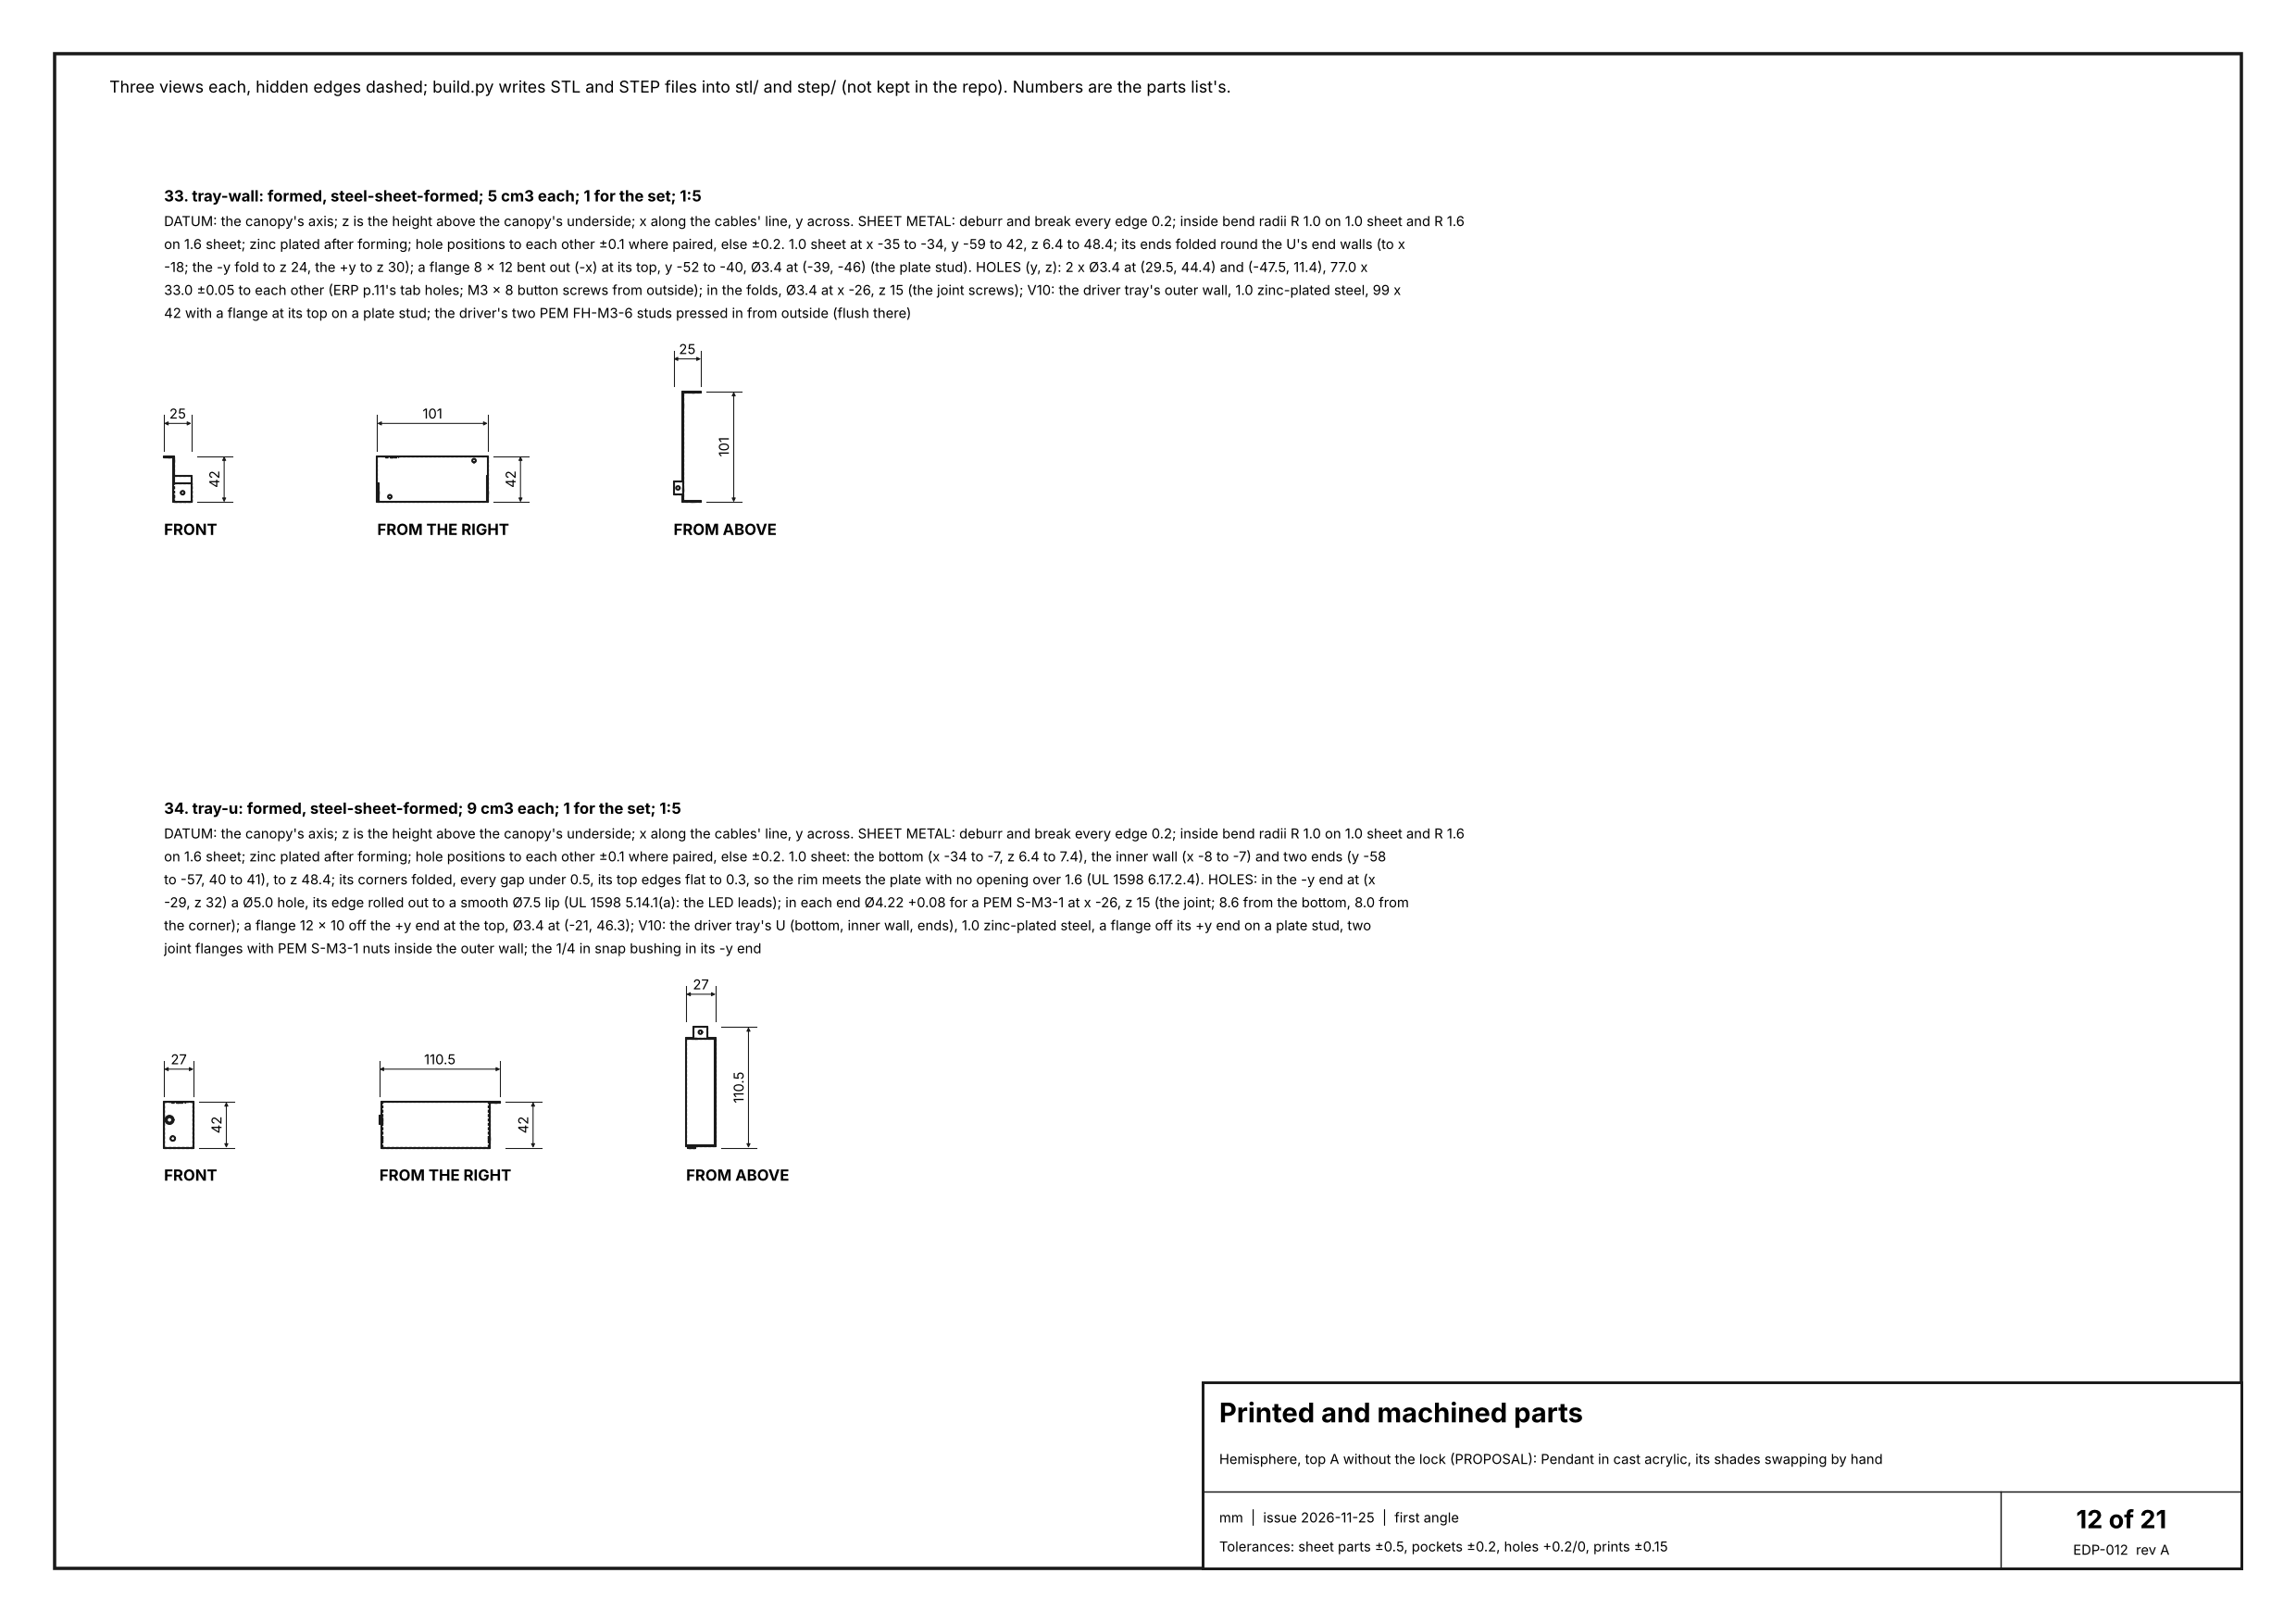 Three views each, hidden edges dashed; build.py writes STL and STEP files into stl/ and step/ (not kept in the repo). Numbers are the parts list's.
33. tray-wall: formed, steel-sheet-formed; 5 cm3 each; 1 for the set; 1:5
DATUM: the canopy's axis; z is the height above the canopy's underside; x along the cables' line, y across. SHEET METAL: deburr and break every edge 0.2; inside bend radii R 1.0 on 1.0 sheet and R 1.6
on 1.6 sheet; zinc plated after forming; hole positions to each other ±0.1 where paired, else ±0.2. 1.0 sheet at x -35 to -34, y -59 to 42, z 6.4 to 48.4; its ends folded round the U's end walls (to x
-18; the -y fold to z 24, the +y to z 30); a flange 8 × 12 bent out (-x) at its top, y -52 to -40, Ø3.4 at (-39, -46) (the plate stud). HOLES (y, z): 2 x Ø3.4 at (29.5, 44.4) and (-47.5, 11.4), 77.0 x
33.0 ±0.05 to each other (ERP p.11's tab holes; M3 × 8 button screws from outside); in the folds, Ø3.4 at x -26, z 15 (the joint screws); V10: the driver tray's outer wall, 1.0 zinc-plated steel, 99 x
42 with a flange at its top on a plate stud; the driver's two PEM FH-M3-6 studs pressed in from outside (flush there)
25
25
101
101
42
42
FRONT
FROM THE RIGHT
FROM ABOVE
34. tray-u: formed, steel-sheet-formed; 9 cm3 each; 1 for the set; 1:5
DATUM: the canopy's axis; z is the height above the canopy's underside; x along the cables' line, y across. SHEET METAL: deburr and break every edge 0.2; inside bend radii R 1.0 on 1.0 sheet and R 1.6
on 1.6 sheet; zinc plated after forming; hole positions to each other ±0.1 where paired, else ±0.2. 1.0 sheet: the bottom (x -34 to -7, z 6.4 to 7.4), the inner wall (x -8 to -7) and two ends (y -58
to -57, 40 to 41), to z 48.4; its corners folded, every gap under 0.5, its top edges flat to 0.3, so the rim meets the plate with no opening over 1.6 (UL 1598 6.17.2.4). HOLES: in the -y end at (x
-29, z 32) a Ø5.0 hole, its edge rolled out to a smooth Ø7.5 lip (UL 1598 5.14.1(a): the LED leads); in each end Ø4.22 +0.08 for a PEM S-M3-1 at x -26, z 15 (the joint; 8.6 from the bottom, 8.0 from
the corner); a flange 12 × 10 off the +y end at the top, Ø3.4 at (-21, 46.3); V10: the driver tray's U (bottom, inner wall, ends), 1.0 zinc-plated steel, a flange off its +y end on a plate stud, two
joint flanges with PEM S-M3-1 nuts inside the outer wall; the 1/4 in snap bushing in its -y end
27
27
110.5
110.5
42
42
FRONT
FROM THE RIGHT
FROM ABOVE
Printed and machined parts
Hemisphere, top A without the lock (PROPOSAL): Pendant in cast acrylic, its shades swapping by hand
mm | issue 2026-11-25 | first angle
Tolerances: sheet parts ±0.5, pockets ±0.2, holes +0.2/0, prints ±0.15
12 of 21
EDP-012 rev A